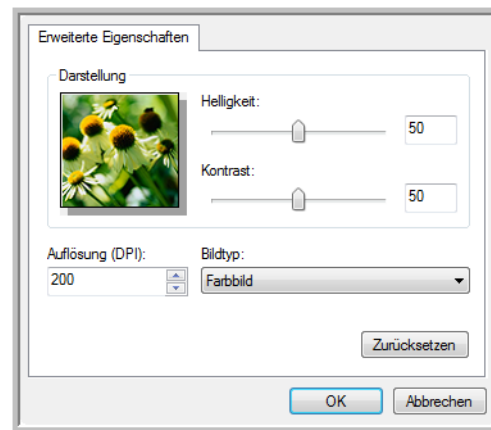 Erweiterte Eigenschaften
Darstellung
Helligkeit:
50
Kontrast:
50
Auflösung (DPI):
Bildtyp:
200
Farbbild
Zurücksetzen
OK
Abbrechen